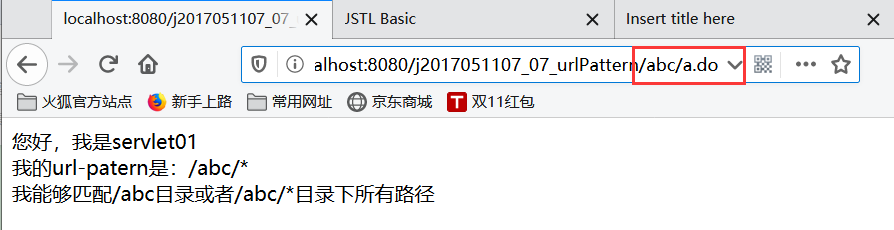 localhost:8080/j2017051107_07_u
JSTL Basic
Insert title here
alhost:8080/j2017051107_07_urlPattern/abc/a.do
火狐官方站点
新手上路
常用网址
京东商城
T 双11红包
您好，我是servlet01
我的url-patern是：/abc/*
我能够匹配/abc目录或者/abc/*目录下所有路径